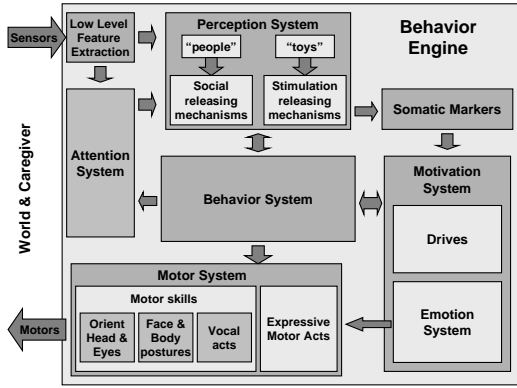 Sensors
Low Level
Feature
Extraction
Perception System
“people”
“toys”
Social
releasing
mechanisms
Stimulation
releasing
mechanisms
Behavior
Engine
Somatic Markers
Attention
System
World & Caregiver
Behavior System
Motivation
System
Drives
Emotion
System
Motor System
Motor skills
Orient
Head &
Eyes
Face &
Body
postures
Vocal
acts
Expressive
Motor Acts
Motors